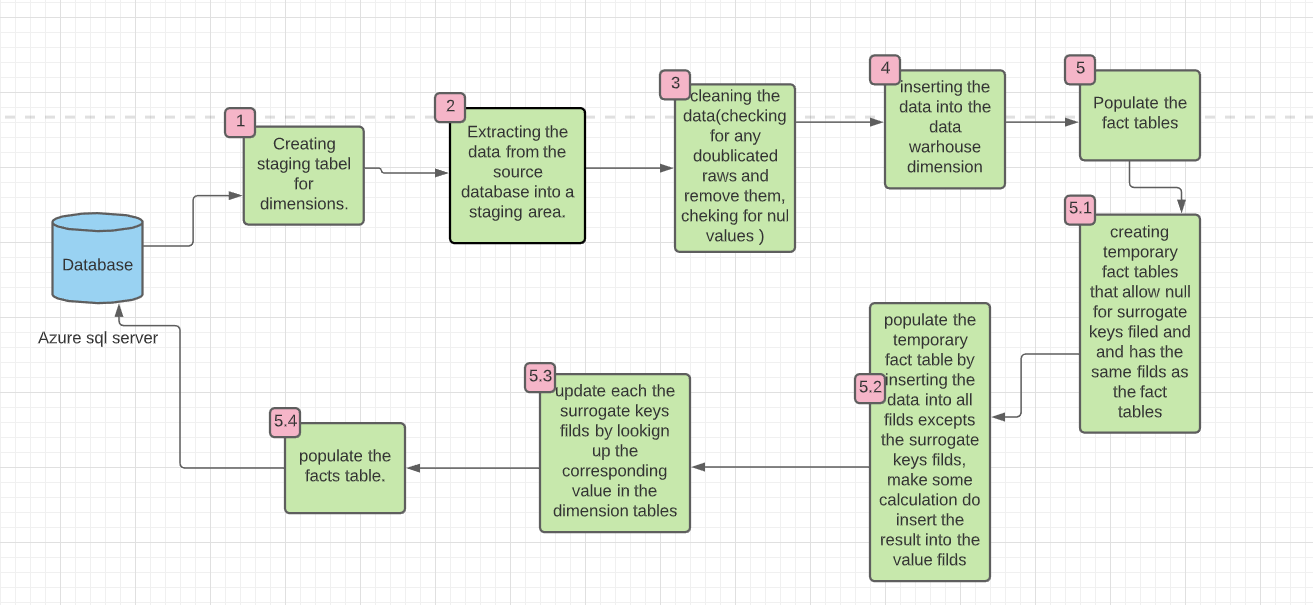 1
Creating
staging tabel
for
dimensions.
2
Extracting the
data from the
source
database into a
staging area.
3
cleaning the
data(checking
for any
doublicated
raws and
remove them,
cheking for nul
values )
4
inserting the
data into the
data
warhouse
dimension
5
Populate the
fact tables
5.1
creating
temporary
fact tables
that allow null
for surrogate
keys filed and
and has the
same filds as
the fact
tables
5.2
populate the
temporary
fact table by
inserting the
data into all
filds excepts
the surrogate
keys filds,
make some
calculation do
insert the
result into the
value filds
5.3
update each the
surrogate keys
filds by lookign
up the
corresponding
value in the
dimension tables
5.4
populate the
facts table.
Database
Azure sql server